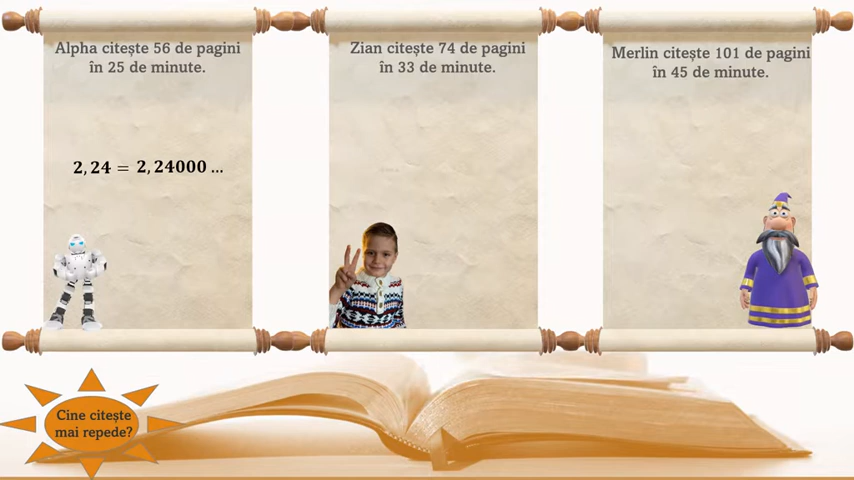 Alpha citește 56 de pagini
în 25 de minute.
2,24 = 2,24000 ...
Zian citește 74 de pagini
în 33 de minute.
Merlin citește 101 de pagini
în 45 de minute.
Cine citește
mai repede?